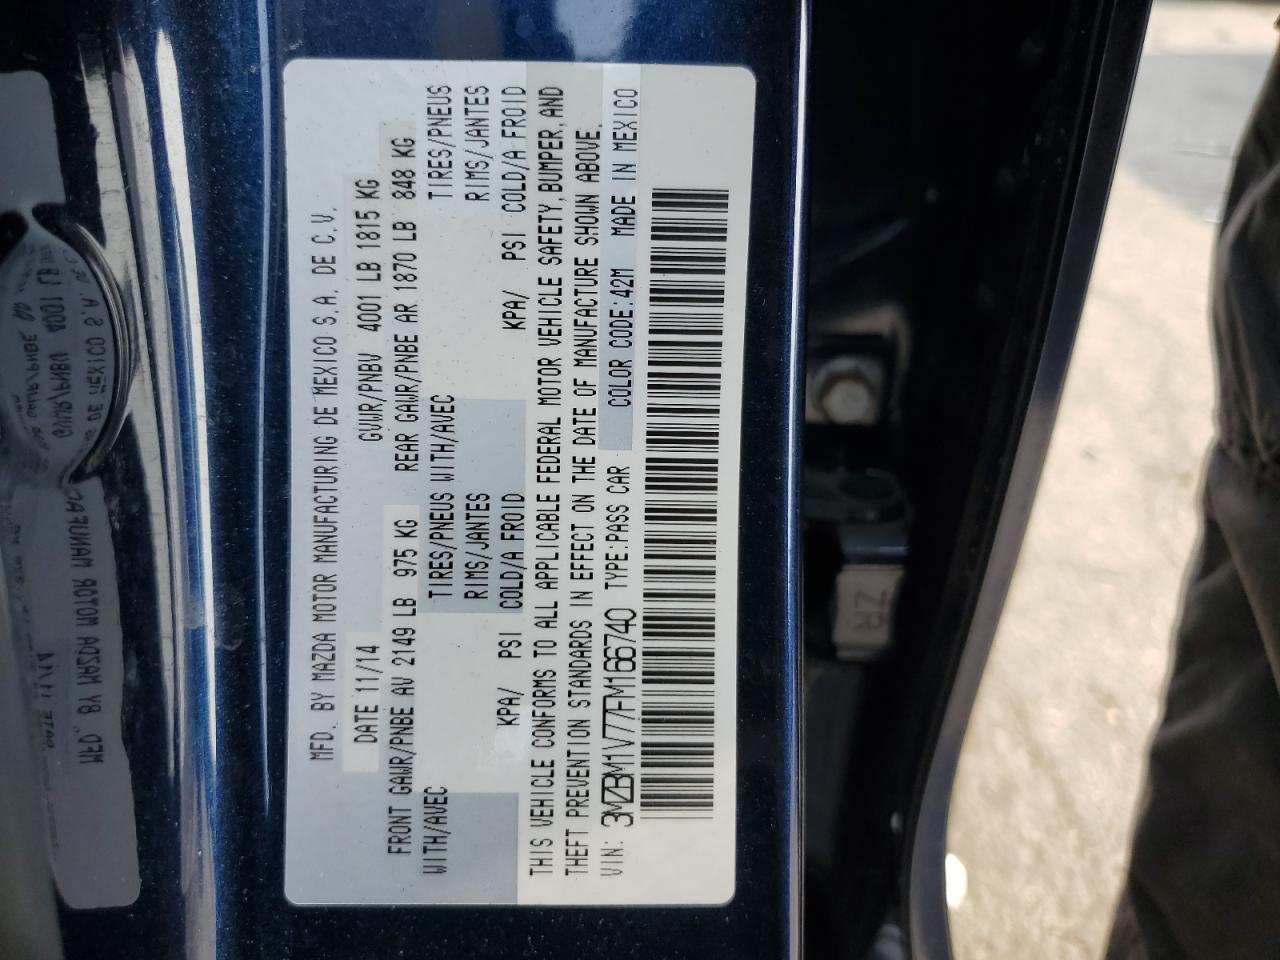 MFD. BY MAZDA MOTOR MANUFACTURING DE MEXICO S.A. DE C.V.
DATE 11/14 GVWR/PNBV 4001 LB 1815 KG
FRONT GAWR/PNBE AV 2149 LB 975 KG REAR GAWR/PNBE AR 1870 LB 848 KG
WITH/AVEC TIRES/PNEUS WITH/AVEC TIRES/PNEUS
RIMS/JANTES RIMS/JANTES
KPA/ PSI COLD/A FROID KPA/ PSI COLD/A FROID
THIS VEHICLE CONFORMS TO ALL APPLICABLE FEDERAL MOTOR VEHICLE SAFETY, BUMPER, AND
THEFT PREVENTION STANDARDS IN EFFECT ON THE DATE OF MANUFACTURE SHOWN ABOVE.
VIN: 3MZBM1V77FM166740 TYPE:PASS CAR COLOR CODE:42M MADE IN MEXICO
ZR